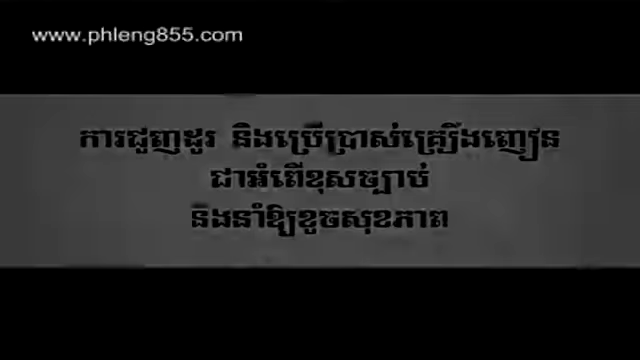 www.phleng855.com
ការជួញដូរ និងប្រើប្រាស់គ្រឿងញៀន
ជាអំពើខុសច្បាប់
និងនាំឱ្យខូចសុខភាព